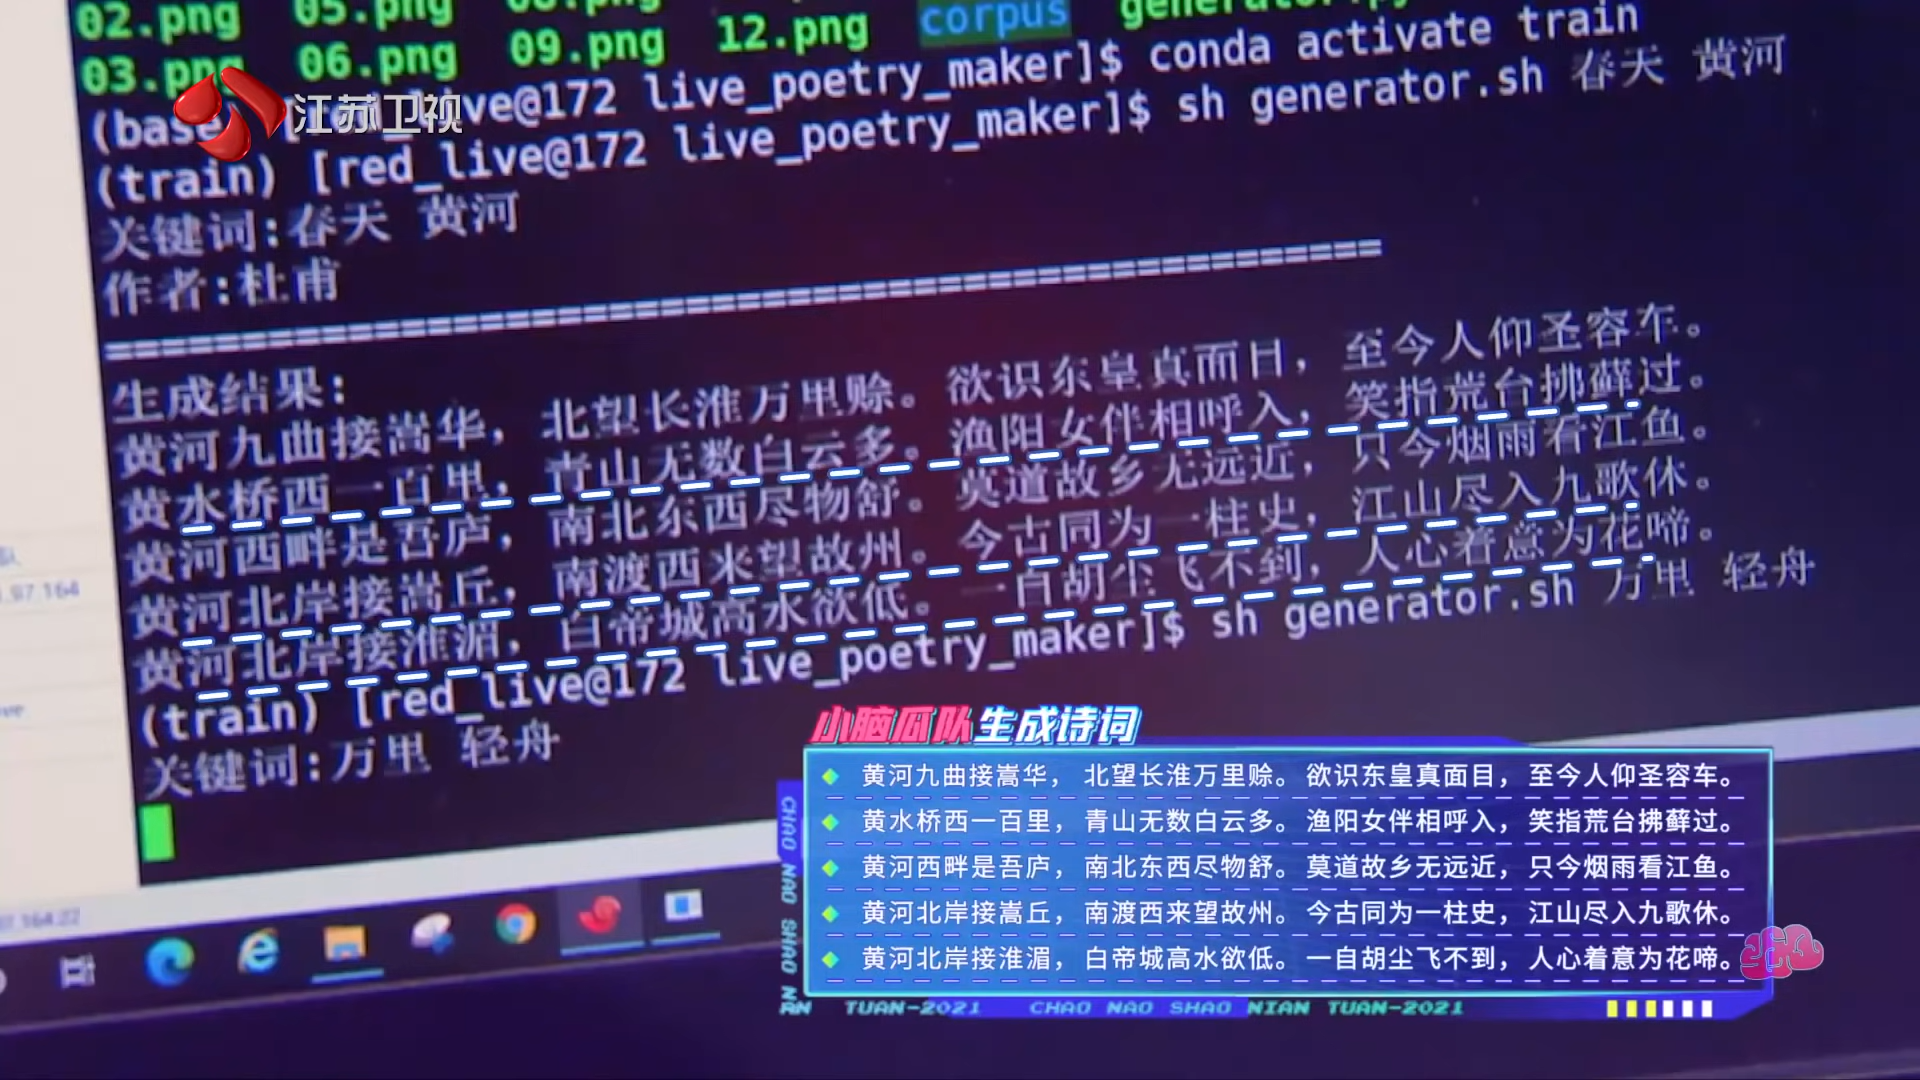 02.png 05.png
03.png 06.png 09.png 12.png corpus
江苏卫视
live_poetry_maker]$ conda activate train
(train) [red_live@172 live_poetry_maker]$ sh generator.sh 春天 黄河
关键词:春天 黄河
作者:杜甫
生成结果:
黄河九曲接嵩华，北望长淮万里赊。欲识东皇真面目，至今人仰圣容车。
黄水桥西一百里，青山无数白云多。渔阳女伴相呼入，笑指荒台拂藓过。
黄河西畔是吾庐，南北东西尽物舒。莫道故乡无远近，只今烟雨看江鱼。
黄河北岸接嵩丘，南渡西来望故州。今古同为一柱史，江山尽入九歌休。
黄河北岸接淮湄，白帝城高水欲低。一自胡尘飞不到，人心着意为花啼。
(train) [red_live@172 live_poetry_maker]$ sh generator.sh 万里 轻舟
关键词:万里 轻舟
小脑瓜队生成诗词
黄河九曲接嵩华，北望长淮万里赊。欲识东皇真面目，至今人仰圣容车。
黄水桥西一百里，青山无数白云多。渔阳女伴相呼入，笑指荒台拂藓过。
黄河西畔是吾庐，南北东西尽物舒。莫道故乡无远近，只今烟雨看江鱼。
黄河北岸接嵩丘，南渡西来望故州。今古同为一柱史，江山尽入九歌休。
黄河北岸接淮湄，白帝城高水欲低。一自胡尘飞不到，人心着意为花啼。
CHAO NAO SHAO NIAN TUAN-2021 CHAO NAO SHAO NIAN TUAN-2021